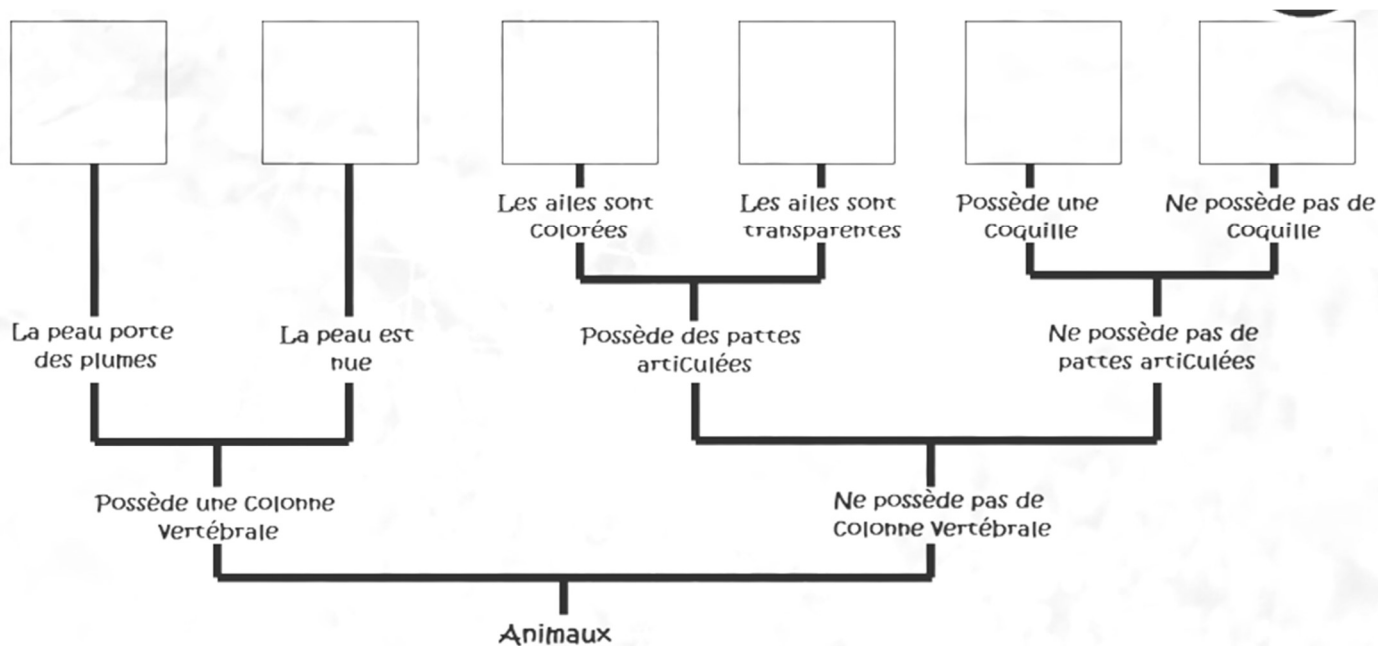 Les ailes sont
colorées
Les ailes sont
transparentes
Possède une
coquille
Ne possède pas de
coquille
La peau porte
des plumes
La peau est
nue
Possède des pattes
articulées
Ne possède pas de
pattes articulées
Possède une colonne
vertébrale
Ne possède pas de
colonne vertébrale
Animaux